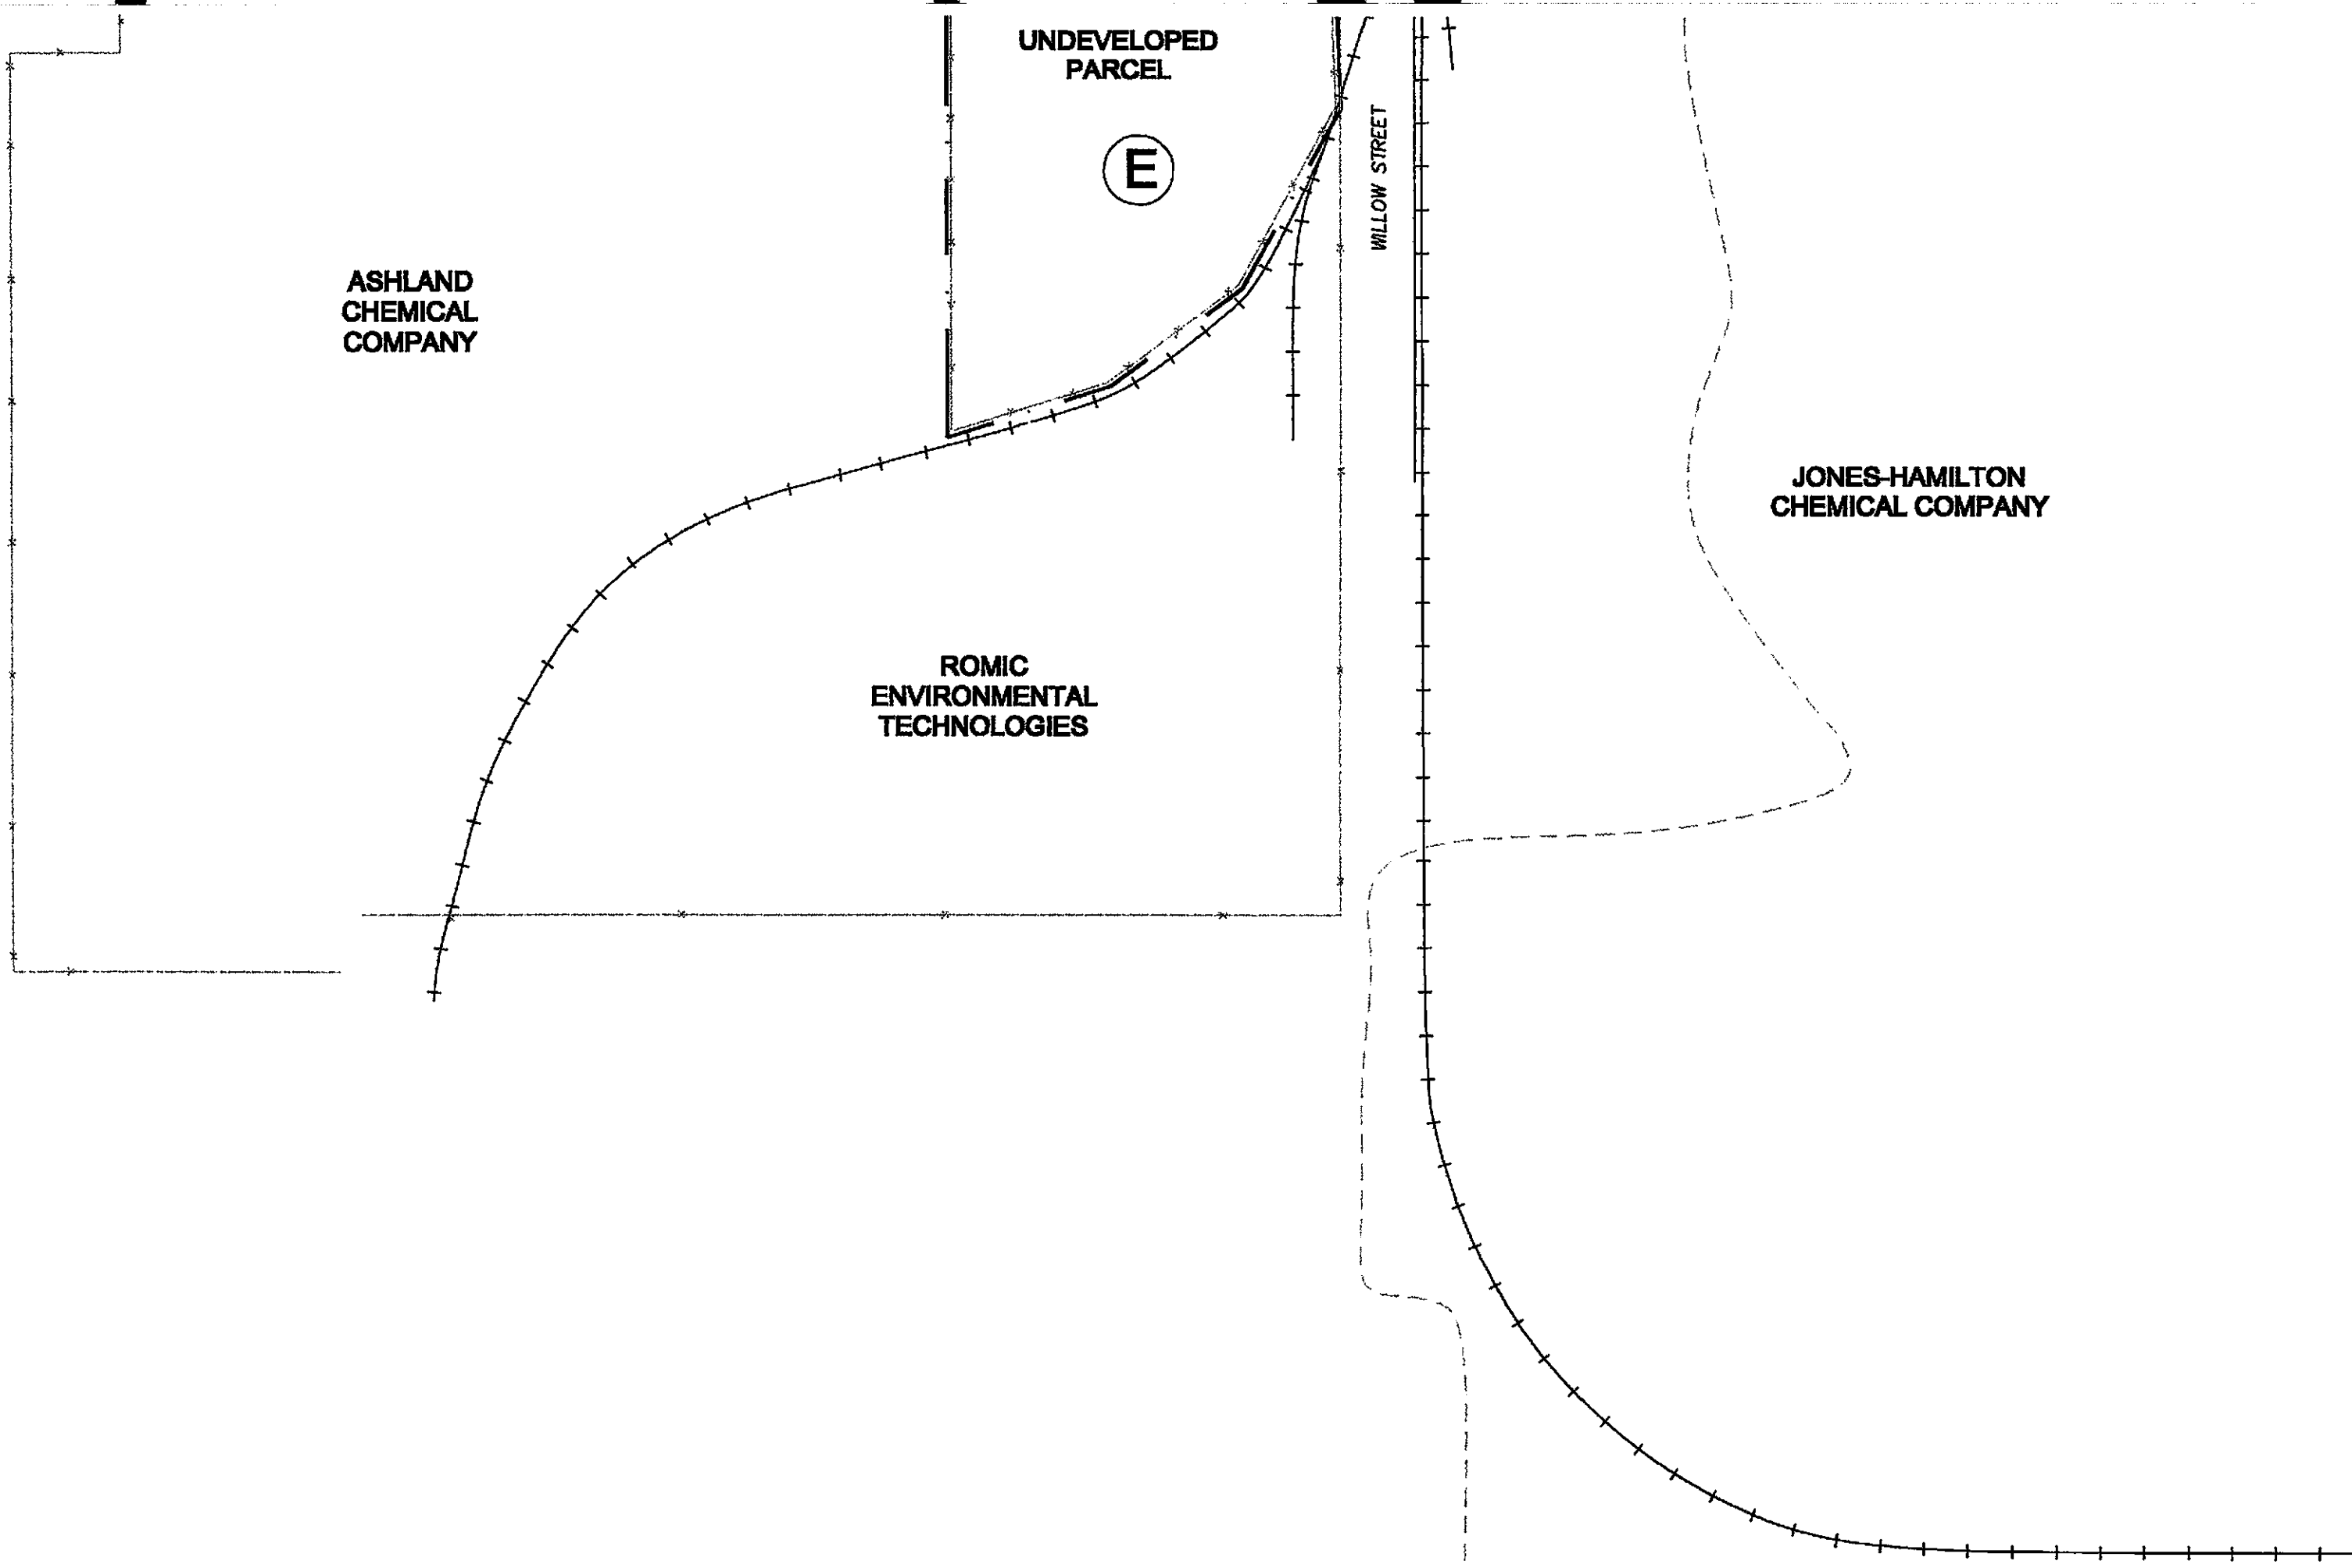 UNDEVELOPED
PARCEL
E
WILLOW STREET
ASHLAND
CHEMICAL
COMPANY
JONES-HAMILTON
CHEMICAL COMPANY
ROMIC
ENVIRONMENTAL
TECHNOLOGIES